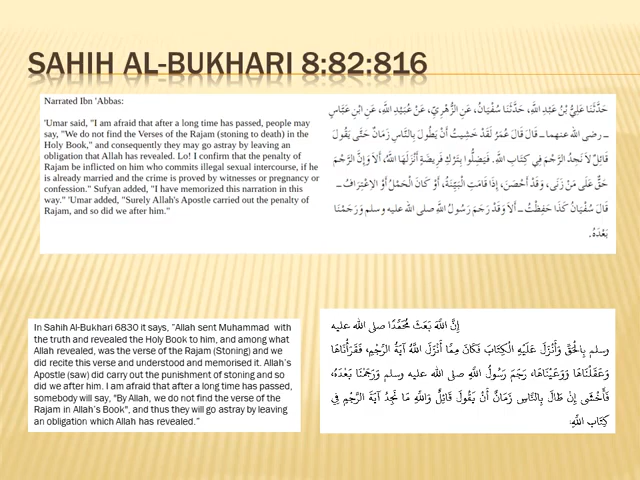 SAHIH AL-BUKHARI 8:82:816
Narrated Ibn 'Abbas:
'Umar said, "I am afraid that after a long time has passed, people may
say, "We do not find the Verses of the Rajam (stoning to death) in the
Holy Book," and consequently they may go astray by leaving an
obligation that Allah has revealed. Lo! I confirm that the penalty of
Rajam be inflicted on him who commits illegal sexual intercourse, if he
is already married and the crime is proved by witnesses or pregnancy or
confession." Sufyan added, "I have memorized this narration in this
way." 'Umar added, "Surely Allah's Apostle carried out the penalty of
Rajam, and so did we after him."
حَدَّثَنَا عَلِيُّ بْنُ عَبْدِ اللَّهِ، حَدَّثَنَا سُفْيَانُ، عَنِ الزُّهْرِيِّ، عَنْ عُبَيْدِ اللَّهِ، عَنِ ابْنِ عَبَّاسٍ
ـ رضى الله عنهما ـ قَالَ قَالَ عُمَرُ لَقَدْ خَشِيتُ أَنْ يَطُولَ بِالنَّاسِ زَمَانٌ حَتَّى يَقُولَ
قَائِلٌ لاَ نَجِدُ الرَّجْمَ فِي كِتَابِ اللَّهِ. فَيَضِلُّوا بِتَرْكِ فَرِيضَةٍ أَنْزَلَهَا اللَّهُ، أَلاَ وَإِنَّ الرَّجْمَ
حَقٌّ عَلَى مَنْ زَنَى، وَقَدْ أَحْصَنَ، إِذَا قَامَتِ الْبَيِّنَةُ، أَوْ كَانَ الْحَمْلُ أَوْ الاِعْتِرَافُ ـ
قَالَ سُفْيَانُ كَذَا حَفِظْتُ ـ أَلاَ وَقَدْ رَجَمَ رَسُولُ اللَّهِ صلى الله عليه وسلم وَرَجَمْنَا
بَعْدَهُ.
In Sahih Al-Bukhari 6830 it says, "Allah sent Muhammad with
the truth and revealed the Holy Book to him, and among what
Allah revealed, was the verse of the Rajam (Stoning) and we
did recite this verse and understood and memorised it. Allah's
Apostle (saw) did carry out the punishment of stoning and so
did we after him. I am afraid that after a long time has passed,
somebody will say, "By Allah, we do not find the verse of the
Rajam in Allah's Book", and thus they will go astray by leaving
an obligation which Allah has revealed."
إِنَّ اللَّهَ بَعَثَ مُحَمَّدًا صلى الله عليه
وسلم بِالْحَقِّ وَأَنْزَلَ عَلَيْهِ الْكِتَابَ فَكَانَ مِمَّا أَنْزَلَ اللَّهُ آيَةُ الرَّجْمِ، فَقَرَأْنَاهَا
وَعَقَلْنَاهَا وَوَعَيْنَاهَا، رَجَمَ رَسُولُ اللَّهِ صلى الله عليه وسلم وَرَجَمْنَا بَعْدَهُ،
فَأَخْشَى إِنْ طَالَ بِالنَّاسِ زَمَانٌ أَنْ يَقُولَ قَائِلٌ وَاللَّهِ مَا نَجِدُ آيَةَ الرَّجْمِ فِي
كِتَابِ اللَّهِ.